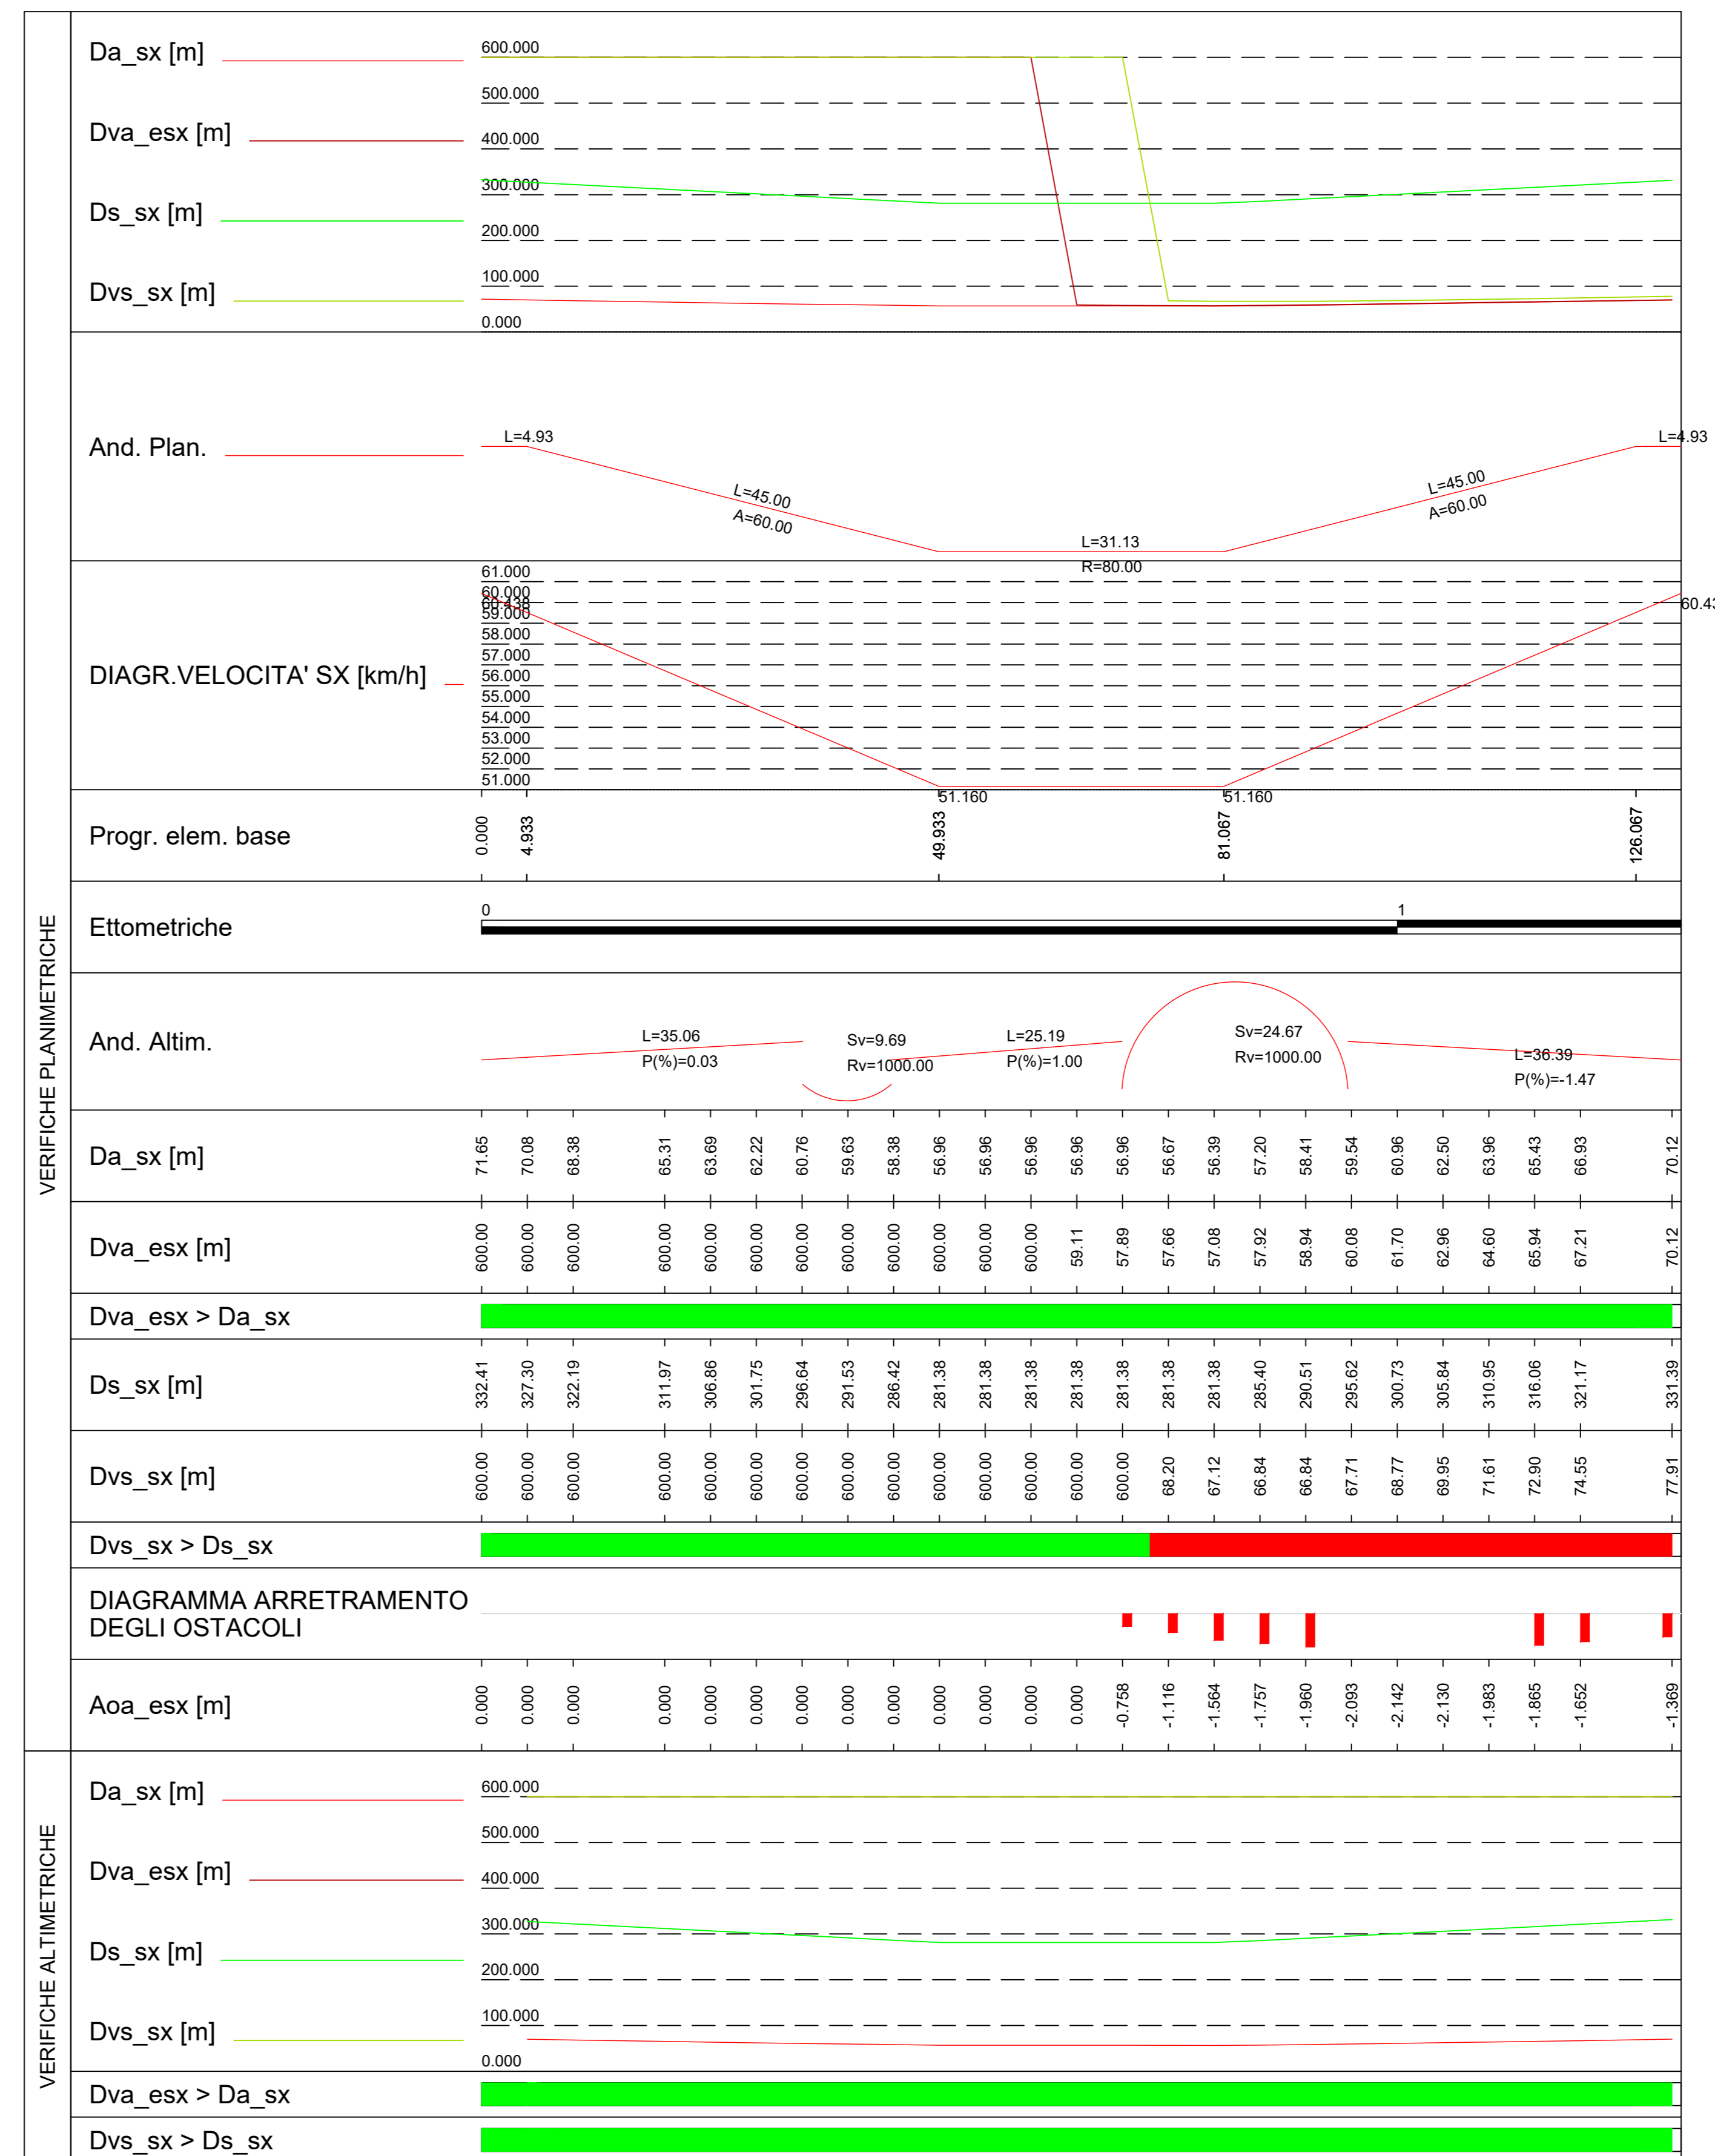 VERIFICHE PLANIMETRICHE
Da_sx [m]
Dva_esx [m]
Ds_sx [m]
Dvs_sx [m]
600.000
500.000
400.000
300.000
200.000
100.000
0.000
And. Plan.
L=4.93
L=45.00
A=60.00
L=31.13
R=80.00
L=45.00
A=60.00
L=4.93
DIAGR.VELOCITA' SX [km/h]
61.000
60.000
60.438
59.000
58.000
57.000
56.000
55.000
54.000
53.000
52.000
51.000
51.160
51.160
60.43
Progr. elem. base
0.000 4.933 49.933 81.067 126.067
Ettometriche
0 1
And. Altim.
L=35.06
P(%)=0.03
Sv=9.69
Rv=1000.00
L=25.19
P(%)=1.00
Sv=24.67
Rv=1000.00
L=36.39
P(%)=-1.47
Da_sx [m]
71.65 70.08 68.38 65.31 63.69 62.22 60.76 59.63 58.38 56.96 56.96 56.96 56.96 56.96 56.67 56.39 57.20 58.41 59.54 60.96 62.50 63.96 65.43 66.93 70.12
Dva_esx [m]
600.00 600.00 600.00 600.00 600.00 600.00 600.00 600.00 600.00 600.00 600.00 600.00 59.11 57.89 57.66 57.08 57.92 58.94 60.08 61.70 62.96 64.60 65.94 67.21 70.12
Dva_esx > Da_sx
Ds_sx [m]
332.41 327.30 322.19 311.97 306.86 301.75 296.64 291.53 286.42 281.38 281.38 281.38 281.38 281.38 281.38 281.38 285.40 290.51 295.62 300.73 305.84 310.95 316.06 321.17 331.39
Dvs_sx [m]
600.00 600.00 600.00 600.00 600.00 600.00 600.00 600.00 600.00 600.00 600.00 600.00 600.00 600.00 68.20 67.12 66.84 66.84 67.71 68.77 69.95 71.61 72.90 74.55 77.91
Dvs_sx > Ds_sx
DIAGRAMMA ARRETRAMENTO
DEGLI OSTACOLI
Aoa_esx [m]
0.000 0.000 0.000 0.000 0.000 0.000 0.000 0.000 0.000 0.000 0.000 0.000 0.000 -0.758 -1.116 -1.564 -1.757 -1.960 -2.093 -2.142 -2.130 -1.983 -1.865 -1.652 -1.369
VERIFICHE ALTIMETRICHE
Da_sx [m]
Dva_esx [m]
Ds_sx [m]
Dvs_sx [m]
600.000
500.000
400.000
300.000
200.000
100.000
0.000
Dva_esx > Da_sx
Dvs_sx > Ds_sx